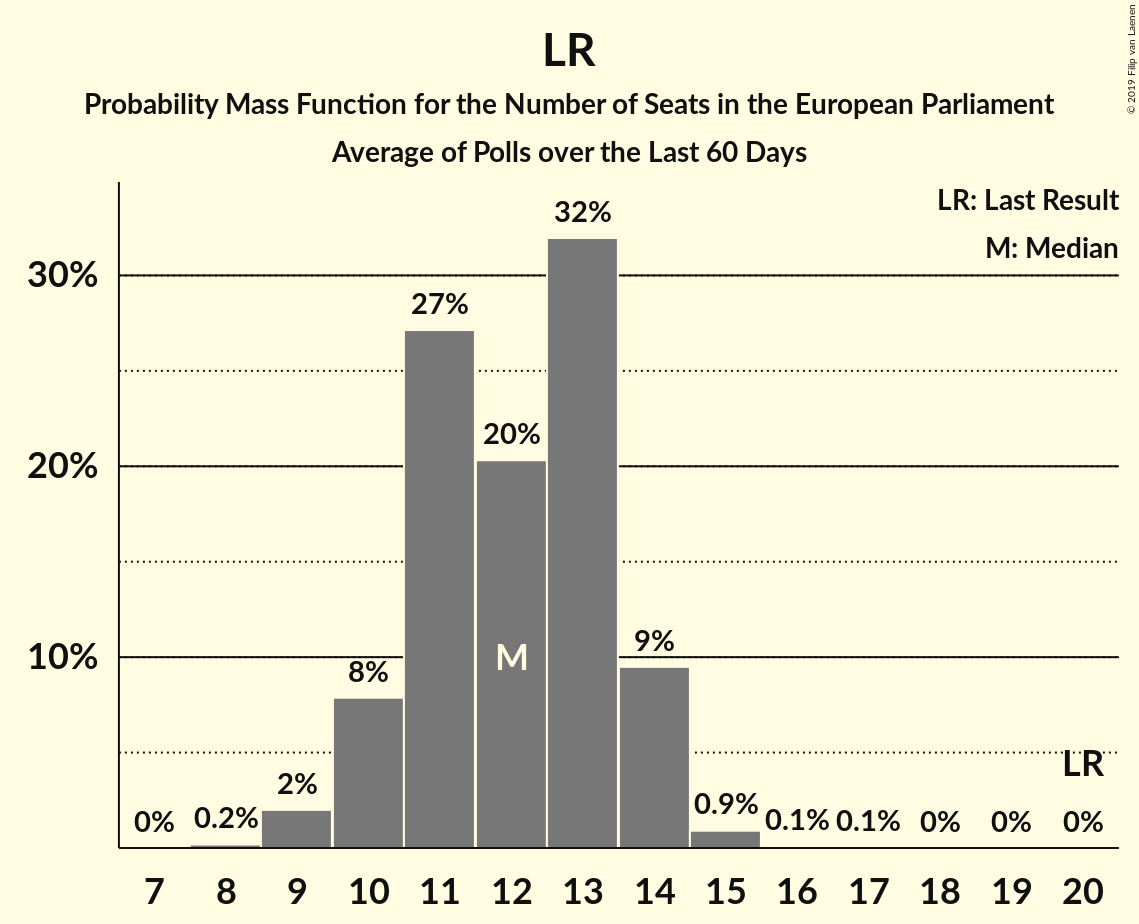 LR
Probability Mass Function for the Number of Seats in the European Parliament
Average of Polls over the Last 60 Days
© 2019 Filip van Laenen
LR: Last Result
M: Median
30%
20%
10%
0%
0.2%
2%
8%
27%
20%
32%
9%
0.9%
0.1%
0.1%
0%
0%
0%
M
LR
7 8 9 10 11 12 13 14 15 16 17 18 19 20